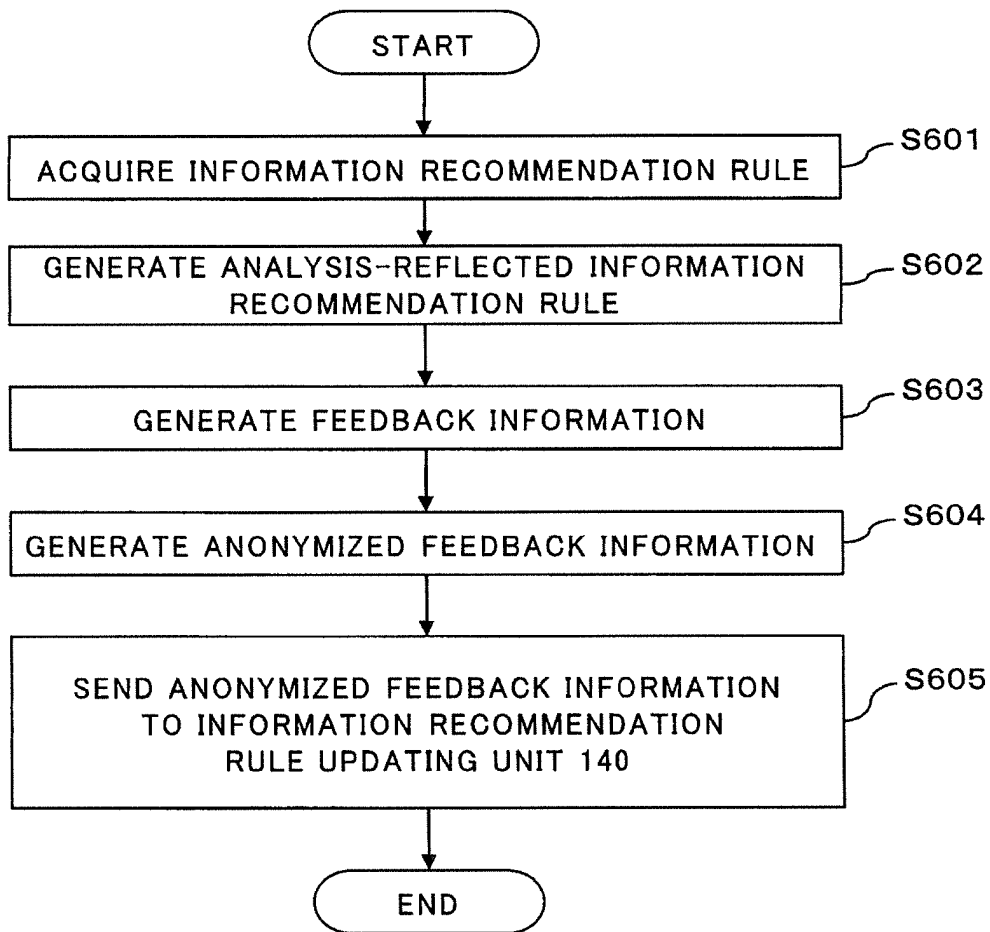 START
S601
ACQUIRE INFORMATION RECOMMENDATION RULE
S602
GENERATE ANALYSIS-REFLECTED INFORMATION
RECOMMENDATION RULE
S603
GENERATE FEEDBACK INFORMATION
S604
GENERATE ANONYMIZED FEEDBACK INFORMATION
S605
SEND ANONYMIZED FEEDBACK INFORMATION
TO INFORMATION RECOMMENDATION
RULE UPDATING UNIT 140
END